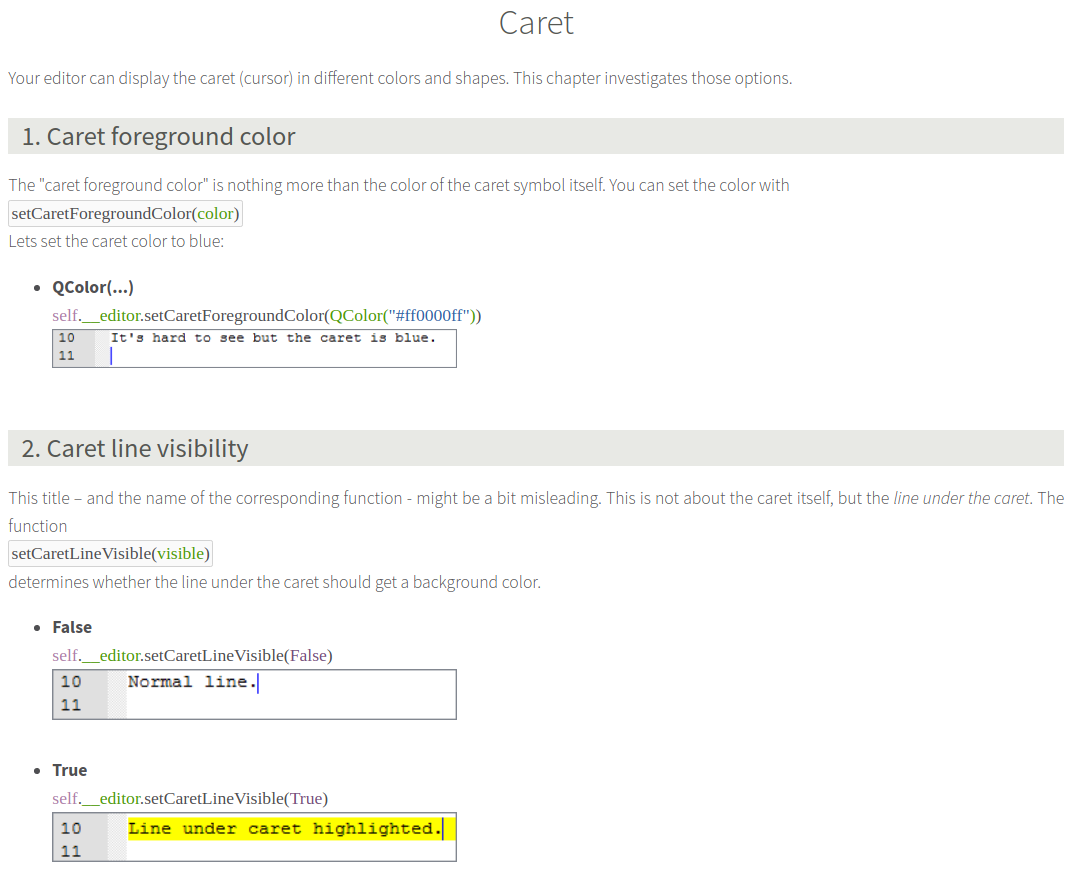 Caret
Your editor can display the caret (cursor) in different colors and shapes. This chapter investigates those options.
1. Caret foreground color
The "caret foreground color" is nothing more than the color of the caret symbol itself. You can set the color with
setCaretForegroundColor(color)
Lets set the caret color to blue:
• QColor(...)
self.__editor.setCaretForegroundColor(QColor("#ff0000ff"))
10 It's hard to see but the caret is blue.
11
2. Caret line visibility
This title – and the name of the corresponding function - might be a bit misleading. This is not about the caret itself, but the line under the caret. The
function
setCaretLineVisible(visible)
determines whether the line under the caret should get a background color.
• False
self.__editor.setCaretLineVisible(False)
10 Normal line.
11
• True
self.__editor.setCaretLineVisible(True)
10 Line under caret highlighted.
11